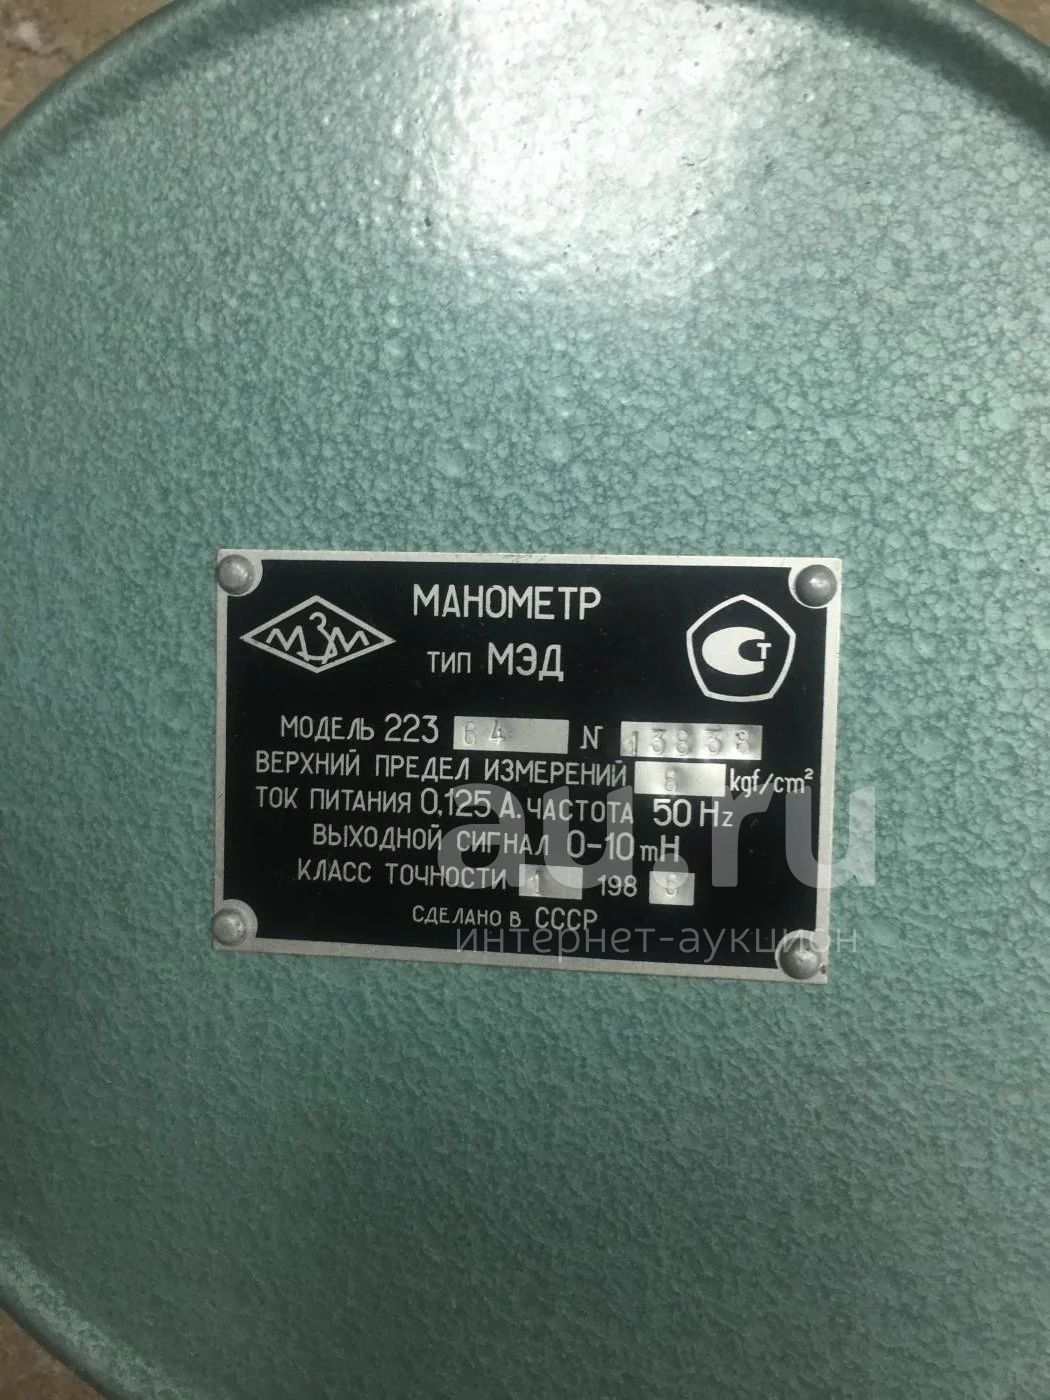 МАНОМЕТР
МЗМ
ТИП МЭД
Ст
МОДЕЛЬ 223 64 N 13838
ВЕРХНИЙ ПРЕДЕЛ ИЗМЕРЕНИЙ kgf/cm²
ТОК ПИТАНИЯ 0,125 А. ЧАСТОТА 50 Hz
ВЫХОДНОЙ СИГНАЛ 0-10 mH
КЛАСС ТОЧНОСТИ 1 198
СДЕЛАНО В СССР
au.ru
интернет-аукцион